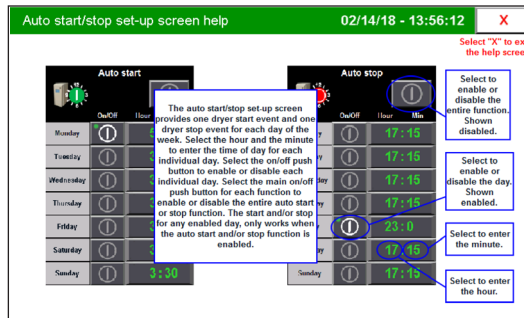 Auto start/stop set-up screen help
02/14/18 - 13:56:12
X
Select "X" to ex
the help scree
Auto start
On/Off Hour
Monday
Tuesday
Wednesday
Thursday
Friday
Saturday
Sunday 3:30
The auto start/stop set-up screen
provides one dryer start event and one
dryer stop event for each day of the
week. Select the hour and the minute
to enter the time of day for each
individual day. Select the on/off push
button to enable or disable each
individual day. Select the main on/off
push button for each function to
enable or disable the entire auto start
or stop function. The start and/or stop
for any enabled day, only works when
the auto start and/or stop function is
enabled.
Auto stop
On/Off Hour Min
17:15
17:15
17:15
17:15
23:0
17:15
Sunday 17:15
Select to
enable or
disable the
entire function.
Shown
disabled.
Select to
enable or
disable the day.
Shown
enabled.
Select to enter
the minute.
Select to enter
the hour.